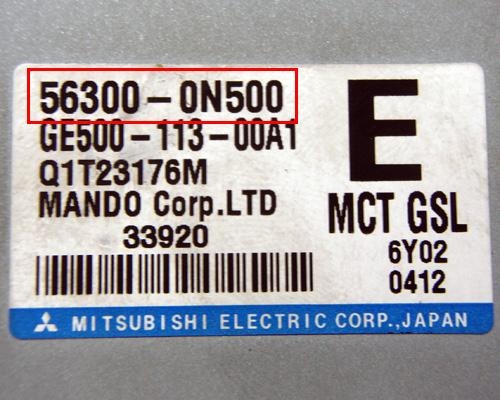 56300-0N500
GE500-113-00A1
Q1T23176M
MANDO Corp.LTD
33920
E
MCT GSL
6Y02
0412
MITSUBISHI ELECTRIC CORP.,JAPAN